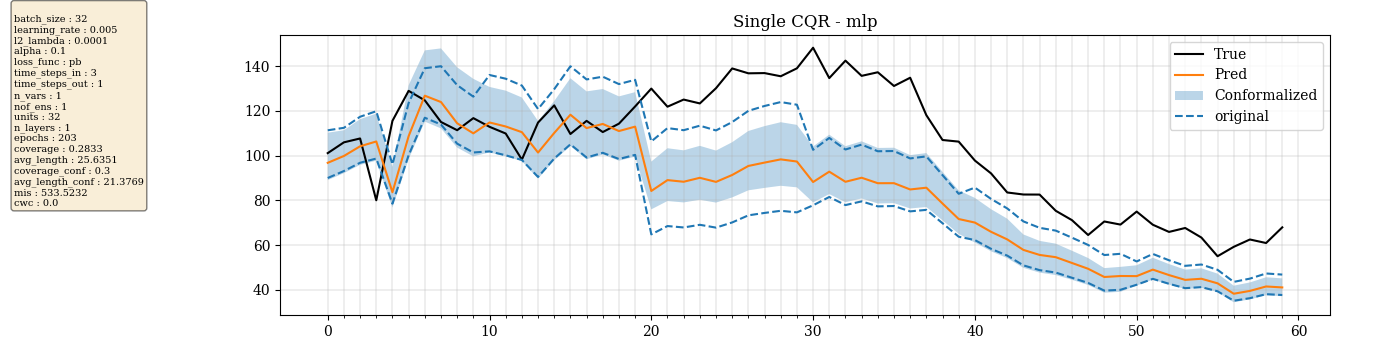 batch_size : 32
learning_rate : 0.005
l2_lambda : 0.0001
alpha : 0.1
loss_func : pb
time_steps_in : 3
time_steps_out : 1
n_vars : 1
nof_ens : 1
units : 32
n_layers : 1
epochs : 203
coverage : 0.2833
avg_length : 25.6351
coverage_conf : 0.3
avg_length_conf : 21.3769
mis : 533.5232
cwc : 0.0
Single CQR - mlp
True
Pred
Conformalized
original
140
120
100
80
60
40
0 10 20 30 40 50 60